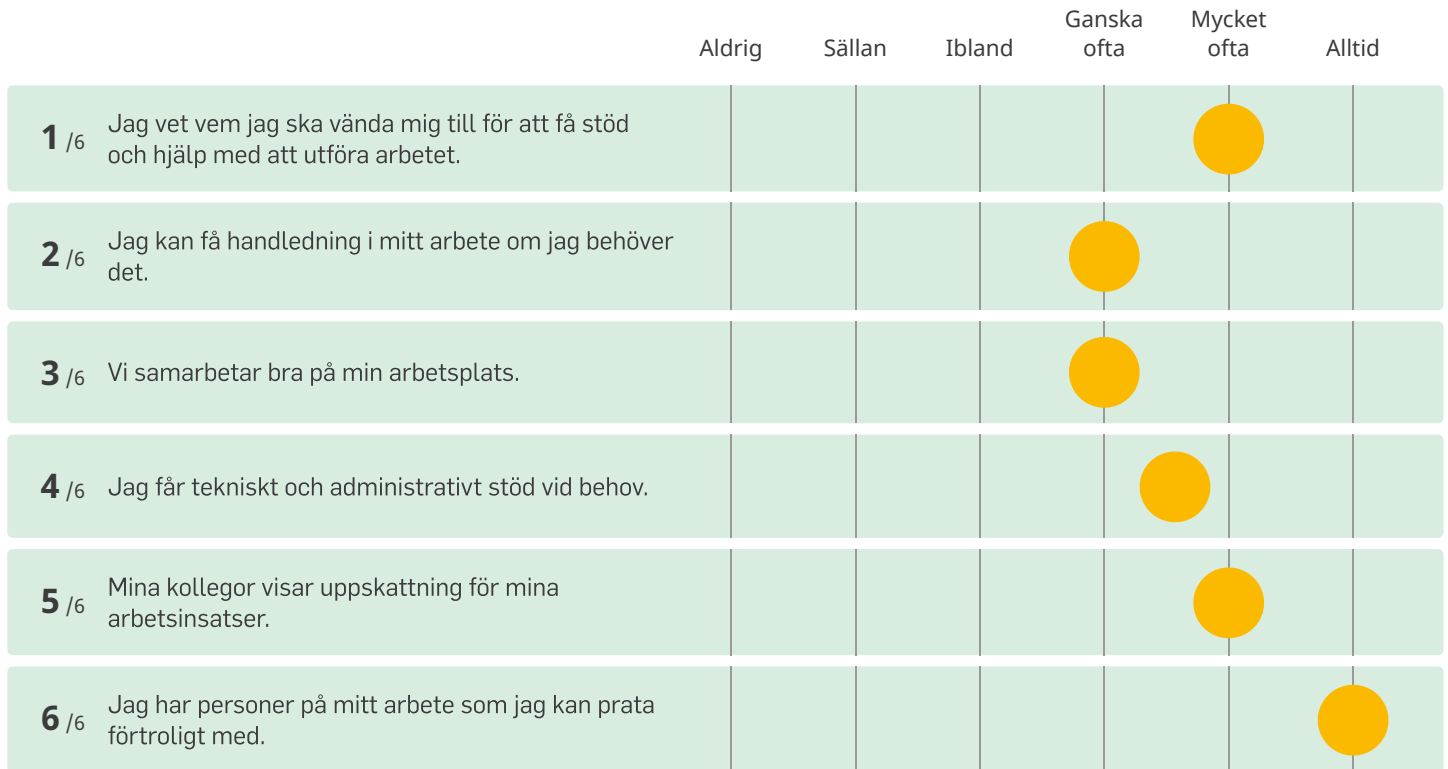 Aldrig Sällan Ibland Ganska ofta Mycket ofta Alltid
1 /6 Jag vet vem jag ska vända mig till för att få stöd
och hjälp med att utföra arbetet.
2 /6 Jag kan få handledning i mitt arbete om jag behöver
det.
3 /6 Vi samarbetar bra på min arbetsplats.
4 /6 Jag får tekniskt och administrativt stöd vid behov.
5 /6 Mina kollegor visar uppskattning för mina
arbetsinsatser.
6 /6 Jag har personer på mitt arbete som jag kan prata
förtroligt med.